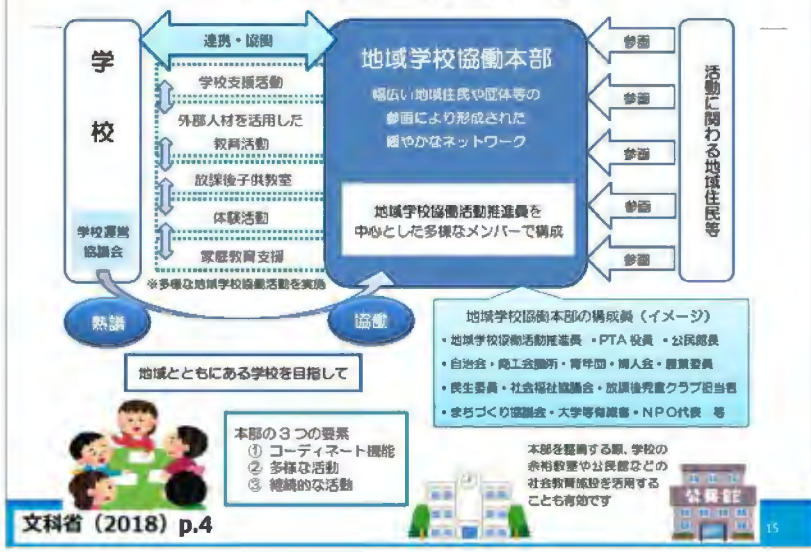 学校
学校運営
協議会
連携・協働
学校支援活動
外部人材を活用した
教育活動
放課後子供教室
体験活動
家庭教育支援
※多様な地域学校協働活動を実施
地域学校協働本部
幅広い地域住民や団体等の
参画により形成された
緩やかなネットワーク
地域学校協働活動推進員を
中心とした多様なメンバーで構成
参画
参画
参画
参画
参画
活動に関わる地域住民等
熟議
協働
地域学校協働本部の構成員（イメージ）
・地域学校協働活動推進員 ・PTA役員 ・公民館長
・自治会・商工会議所・青年団・婦人会・
・民生委員・社会福祉協議会・放課後児童クラブ担当者
・まちづくり協議会・大学等有識者・NPO代表 等
地域とともにある学校を目指して
本部の3つの要素
① コーディネート機能
② 多様な活動
③ 継続的な活動
本部を整備する際、学校の
余裕教室や公民館などの
社会教育施設を活用する
ことも有効です
公民館
文科省（2018）p.4
15